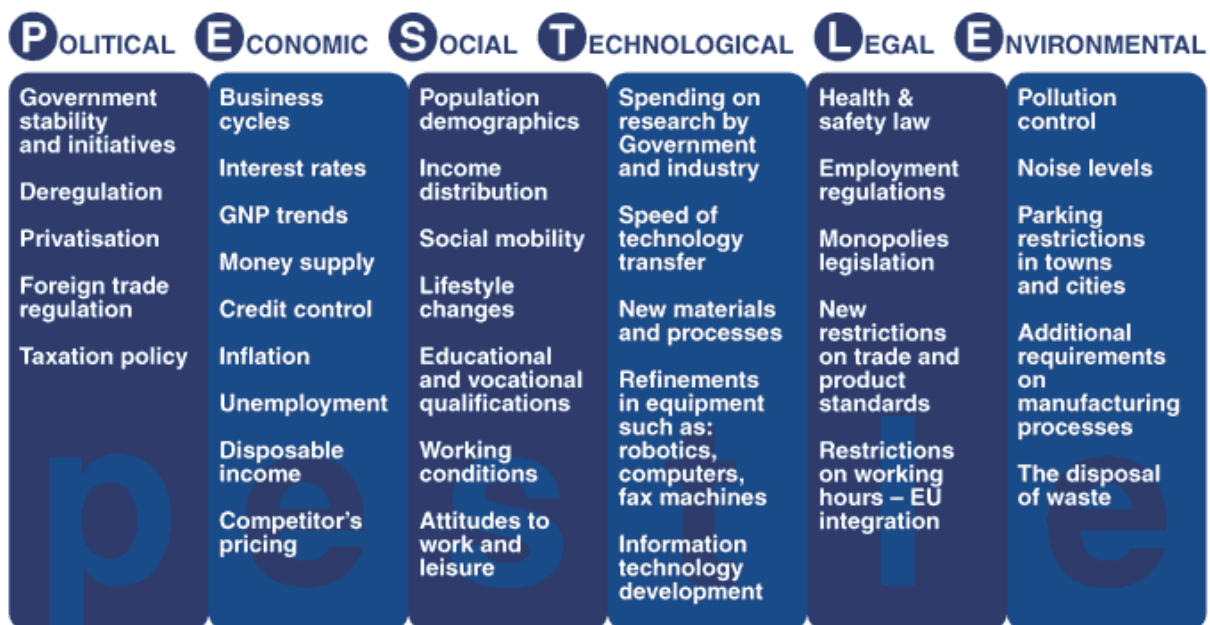 POLITICAL ECONOMIC SOCIAL TECHNOLOGICAL LEGAL ENVIRONMENTAL
Government
stability
and initiatives
Deregulation
Privatisation
Foreign trade
regulation
Taxation policy
Business
cycles
Interest rates
GNP trends
Money supply
Credit control
Inflation
Unemployment
Disposable
income
Competitor's
pricing
Population
demographics
Income
distribution
Social mobility
Lifestyle
changes
Educational
and vocational
qualifications
Working
conditions
Attitudes to
work and
leisure
Spending on
research by
Government
and industry
Speed of
technology
transfer
New materials
and processes
Refinements
in equipment
such as:
robotics,
computers,
fax machines
Information
technology
development
Health &
safety law
Employment
regulations
Monopolies
legislation
New
restrictions
on trade and
product
standards
Restrictions
on working
hours – EU
integration
Pollution
control
Noise levels
Parking
restrictions
in towns
and cities
Additional
requirements
on
manufacturing
processes
The disposal
of waste
pestle